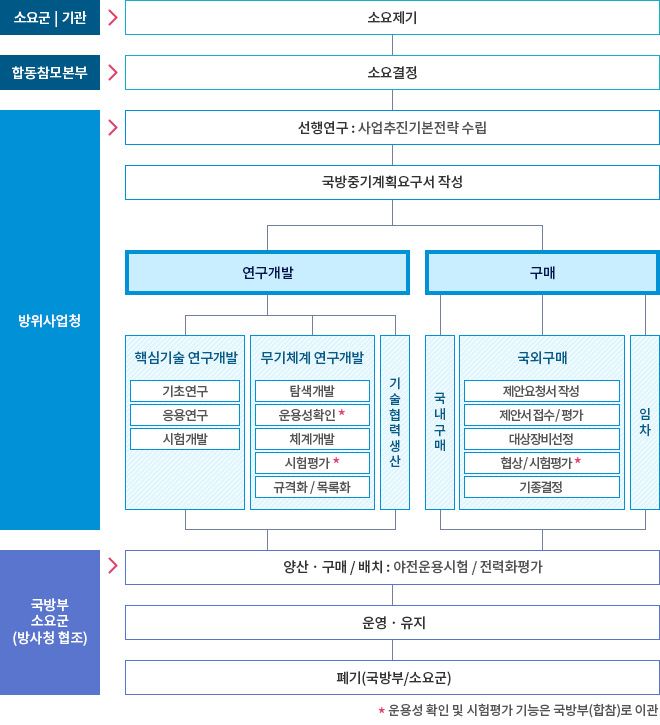 소요군 | 기관
소요제기
합동참모본부
소요결정
방위사업청
선행연구 : 사업추진기본전략 수립
국방중기계획요구서 작성
연구개발
구매
핵심기술 연구개발
기초연구
응용연구
시험개발
무기체계 연구개발
탐색개발
운용성확인 *
체계개발
시험평가 *
규격화 / 목록화
기술협력생산
국내구매
국외구매
제안요청서 작성
제안서 접수 / 평가
대상장비선정
협상 / 시험평가 *
기종결정
임차
국방부
소요군
(방사청 협조)
양산 · 구매 / 배치 : 야전운용시험 / 전력화평가
운영 · 유지
폐기(국방부/소요군)
* 운용성 확인 및 시험평가 기능은 국방부(합참)로 이관